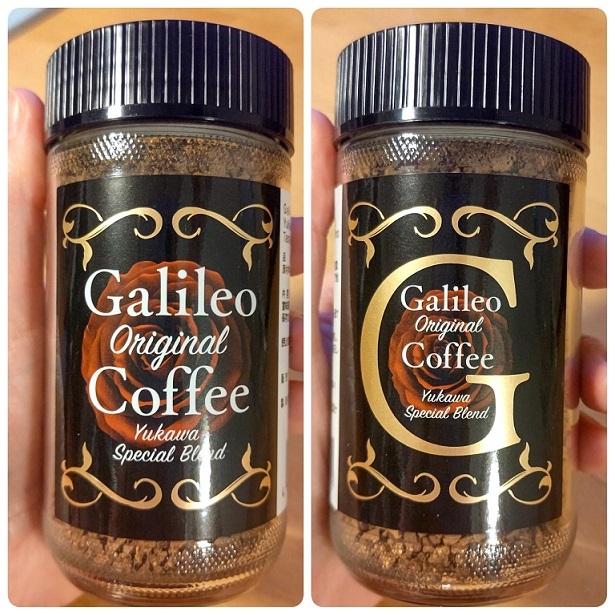 Galileo
Original
Coffee
Yukawa
Special Blend
G
Galileo
Original
Coffee
Yukawa
Special Blend